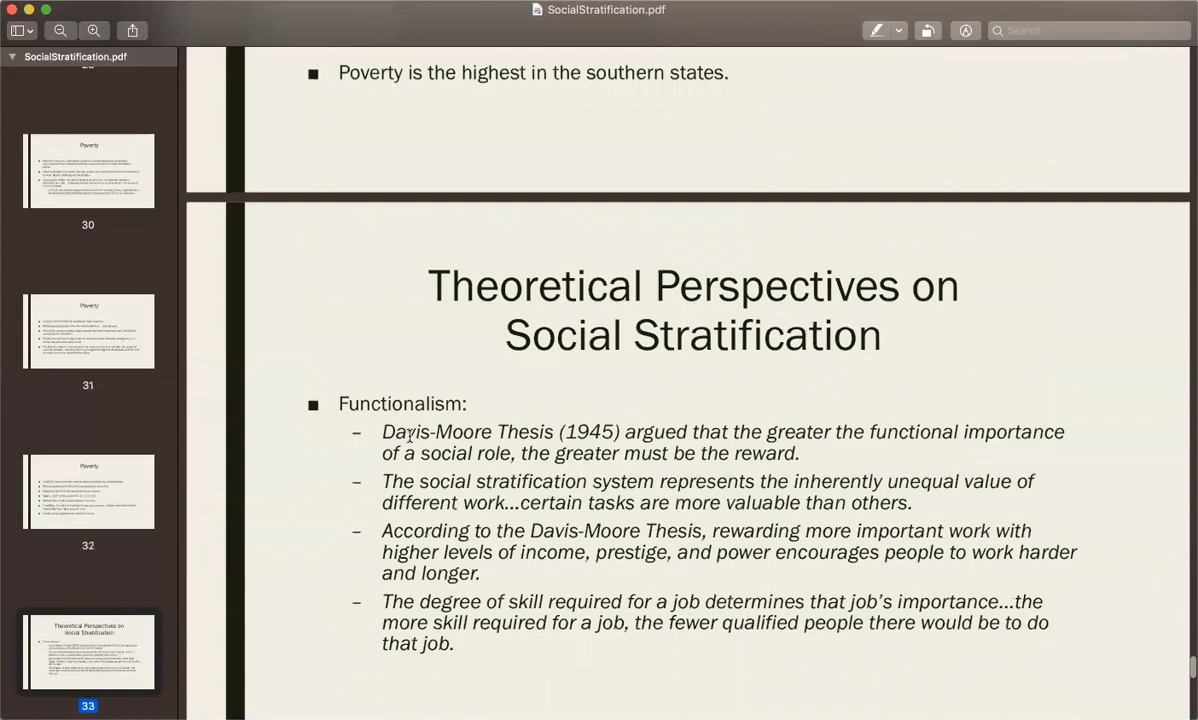 SocialStratification.pdf
Search
SocialStratification.pdf
Poverty
30
Poverty
31
Poverty
32
Theoretical Perspectives on
Social Stratification
33
■ Poverty is the highest in the southern states.
Theoretical Perspectives on
Social Stratification
■ Functionalism:
– Davis-Moore Thesis (1945) argued that the greater the functional importance
of a social role, the greater must be the reward.
– The social stratification system represents the inherently unequal value of
different work...certain tasks are more valuable than others.
– According to the Davis-Moore Thesis, rewarding more important work with
higher levels of income, prestige, and power encourages people to work harder
and longer.
– The degree of skill required for a job determines that job's importance...the
more skill required for a job, the fewer qualified people there would be to do
that job.